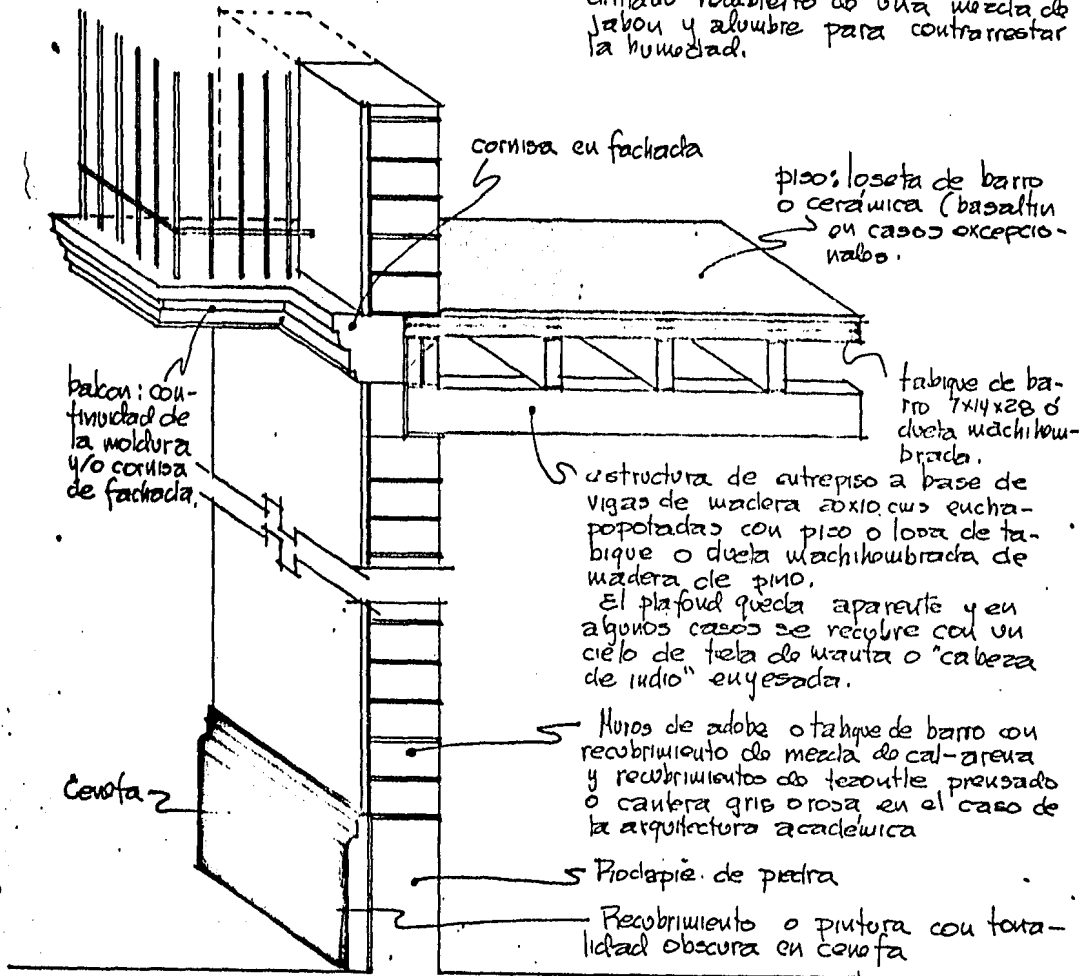 recubierto de una mezcla de
jabon y alumbre para contrarrestar
la humedad.
cornisa en fachada
piso: loseta de barro
o cerámica (basaltin
en casos excepcio-
nales.
balcon: con-
tinuidad de
la moldura
y/o cornisa
de fachada.
tabique de ba-
rro 7x14x28 ó
dueta machihem-
brada.
estructura de entrepiso a base de
vigas de madera 20x10 cms encha-
popotadas con piso o losa de ta-
bique o dueta machihembrada de
madera de pino.
El plafond queda aparente y en
algunos casos se recubre con un
cielo de tela de manta o "cabeza
de indio" enyesada.
Muros de adobe o tabique de barro con
recubrimiento de mezcla de cal-arena
y recubrimientos de tezontle prensado
o cantera gris o rosa en el caso de
la arquitectura académica
Cenefa
Rodapie. de piedra
Recubrimiento o pintura con tona-
lidad obscura en cenefa